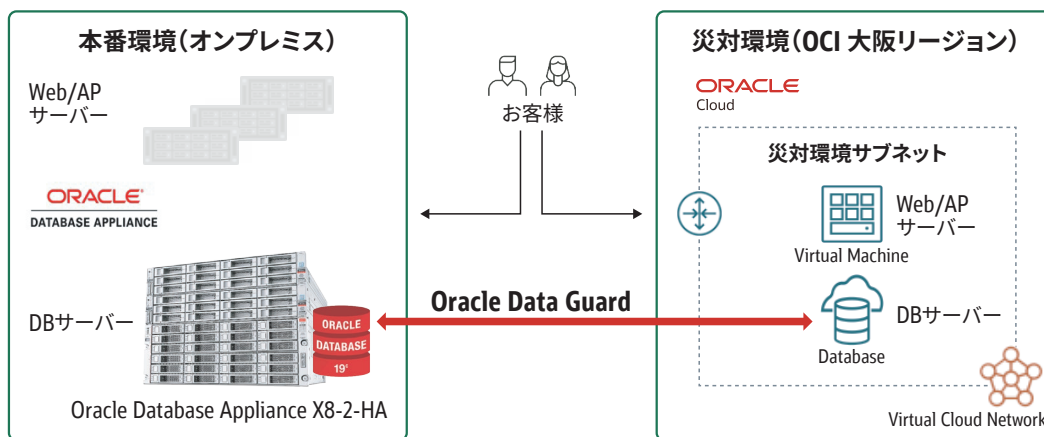 本番環境（オンプレミス）
Web/AP
サーバー
ORACLE
DATABASE APPLIANCE
DBサーバー
ORACLE
DATABASE
19c
Oracle Database Appliance X8-2-HA
お客様
Oracle Data Guard
災対環境（OCI 大阪リージョン）
ORACLE
Cloud
災対環境サブネット
Web/AP
サーバー
Virtual Machine
DBサーバー
Database
Virtual Cloud Network